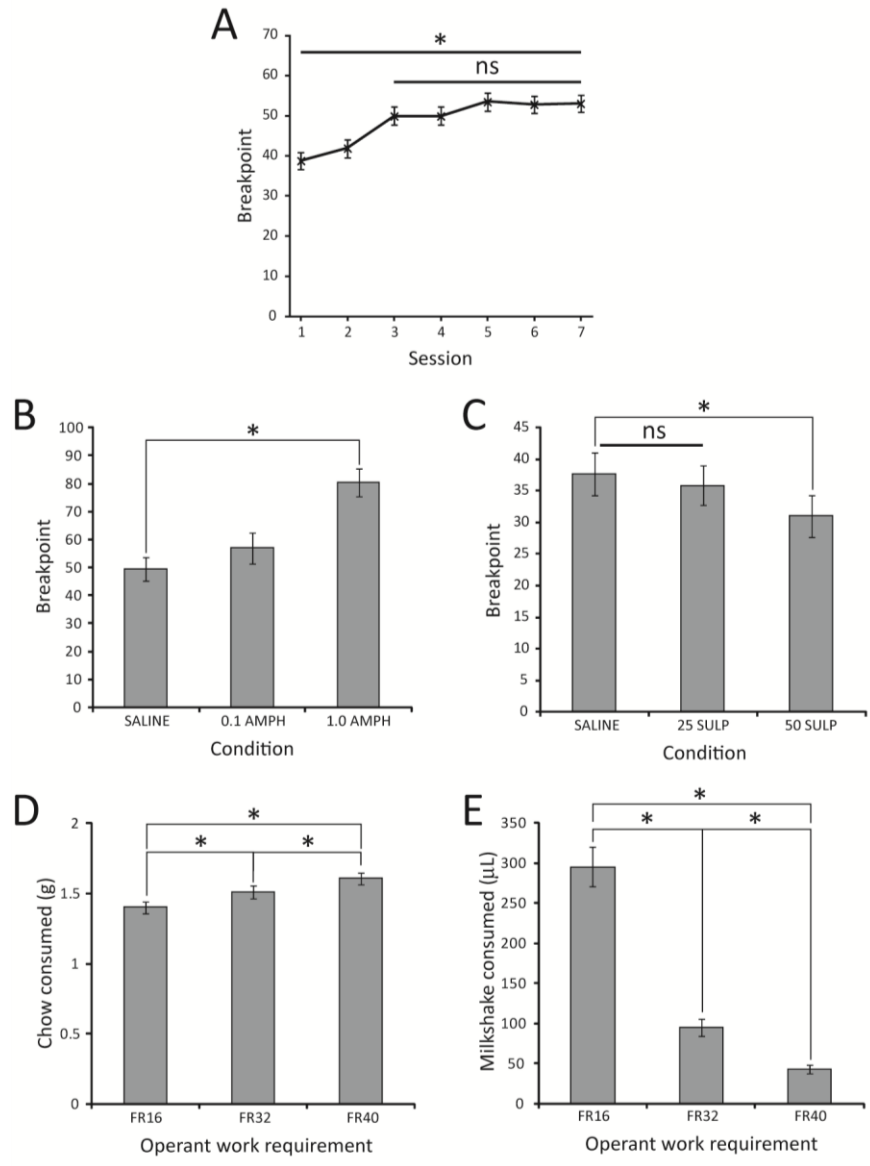 A
*
ns
70
60
50
40
30
20
10
0
Breakpoint
1 2 3 4 5 6 7
Session
B
*
100
90
80
70
60
50
40
30
20
10
0
Breakpoint
SALINE 0.1 AMPH 1.0 AMPH
Condition
C
*
ns
45
40
35
30
25
20
15
10
5
0
Breakpoint
SALINE 25 SULP 50 SULP
Condition
D
*
* *
2
1.5
1
0.5
0
Chow consumed (g)
FR16 FR32 FR40
Operant work requirement
E
*
* *
350
300
250
200
150
100
50
0
Milkshake consumed (µL)
FR16 FR32 FR40
Operant work requirement